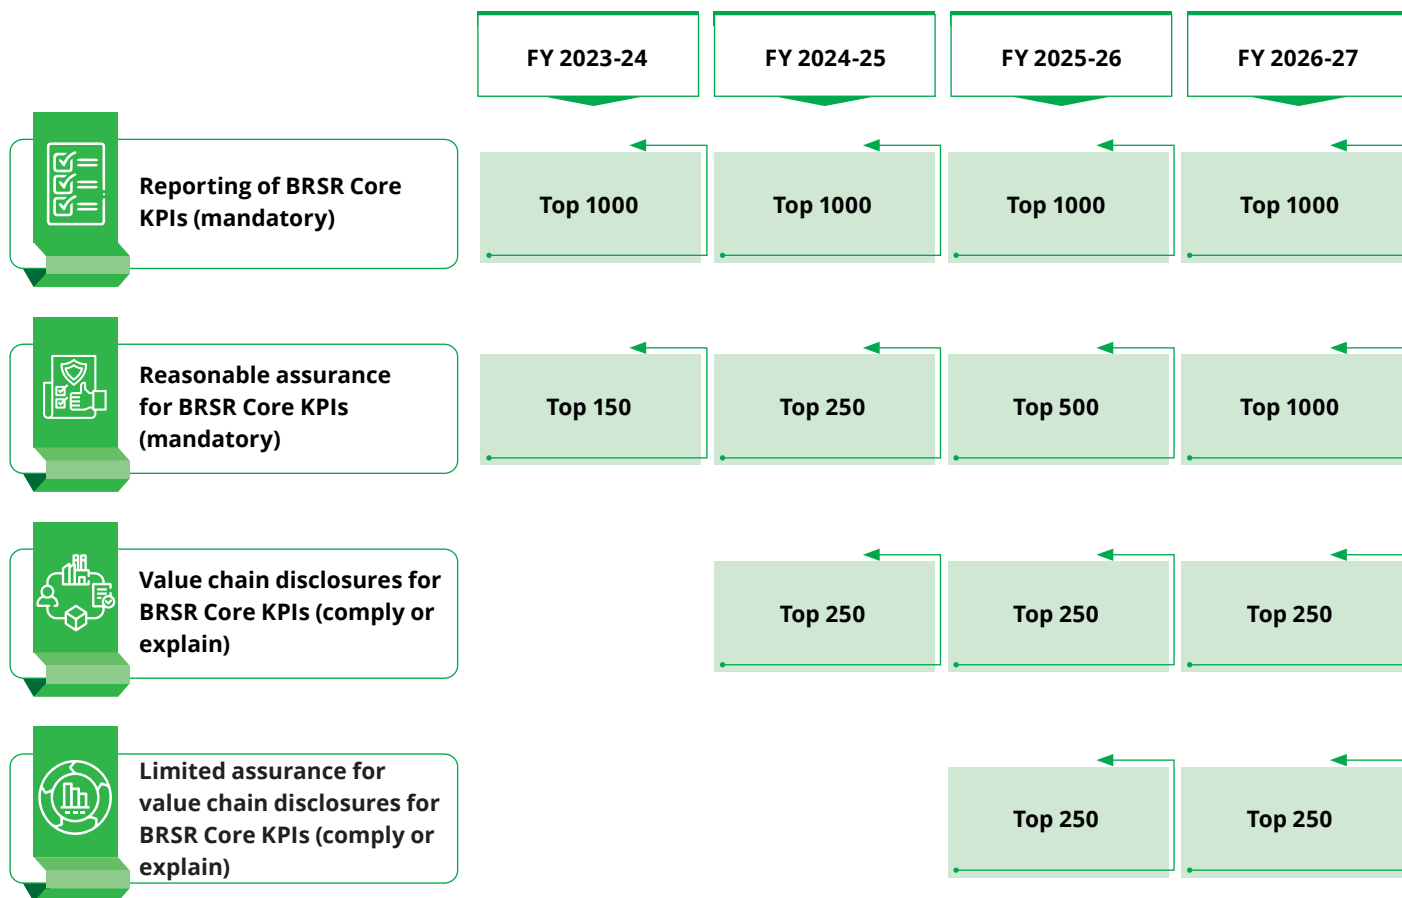 FY 2023-24
FY 2024-25
FY 2025-26
FY 2026-27
Reporting of BRSR Core
KPIs (mandatory)
Top 1000
Top 1000
Top 1000
Top 1000
Reasonable assurance
for BRSR Core KPIs
(mandatory)
Top 150
Top 250
Top 500
Top 1000
Value chain disclosures for
BRSR Core KPIs (comply or
explain)
Top 250
Top 250
Top 250
Limited assurance for
value chain disclosures for
BRSR Core KPIs (comply or
explain)
Top 250
Top 250